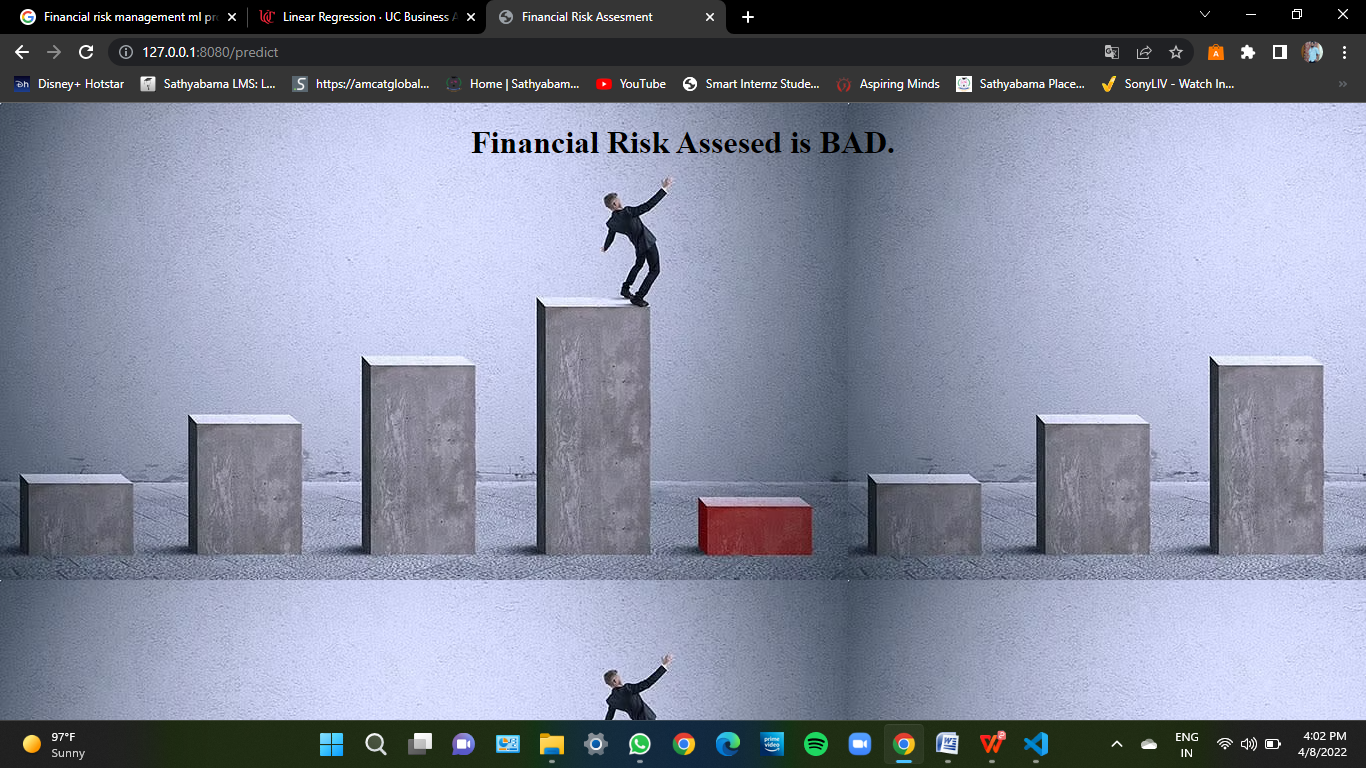 Financial risk management ml pr
Linear Regression · UC Business A
Financial Risk Assesment
127.0.0.1:8080/predict
Disney+ Hotstar
Sathyabama LMS: L...
https://amcatglobal...
Home | Sathyabam...
YouTube
Smart Internz Stude...
Aspiring Minds
Sathyabama Place...
SonyLIV - Watch In...
Financial Risk Assesed is BAD.
97°F
Sunny
prime video
ENG
IN
4:02 PM
4/8/2022